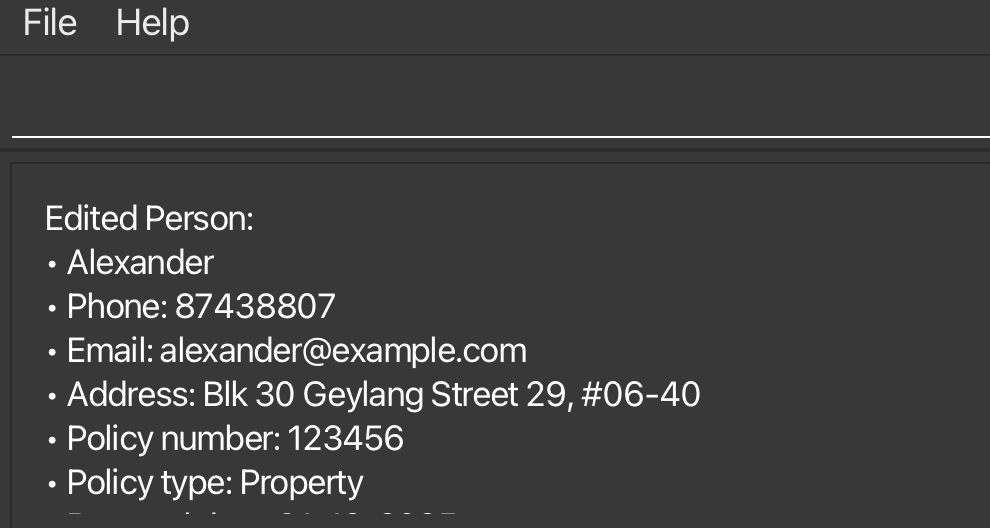 File Help
Edited Person:
• Alexander
• Phone: 87438807
• Email: alexander@example.com
• Address: Blk 30 Geylang Street 29, #06-40
• Policy number: 123456
• Policy type: Property